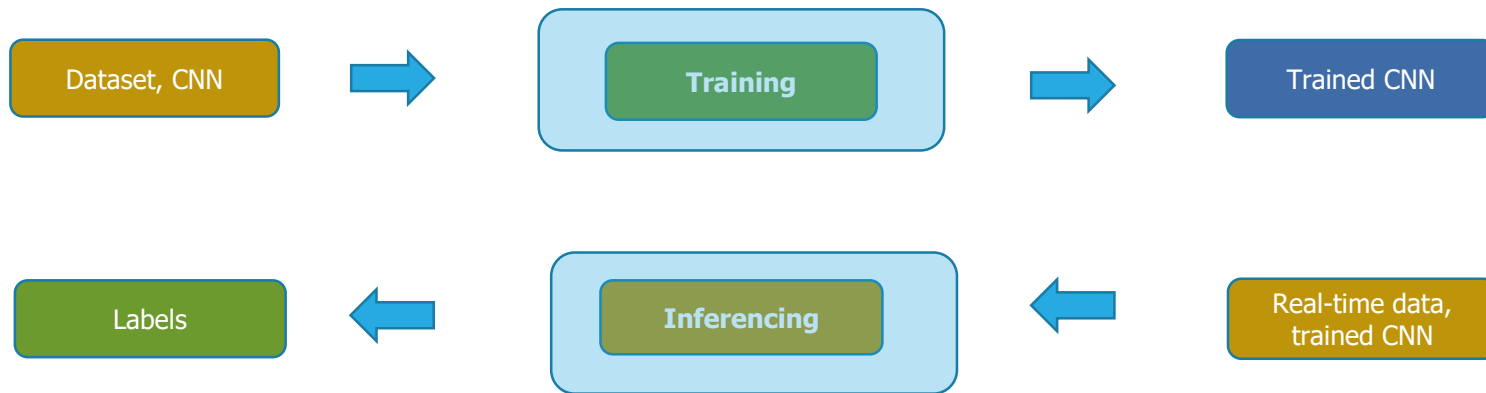 Dataset, CNN
Training
Trained CNN
Labels
Inferencing
Real-time data,
trained CNN